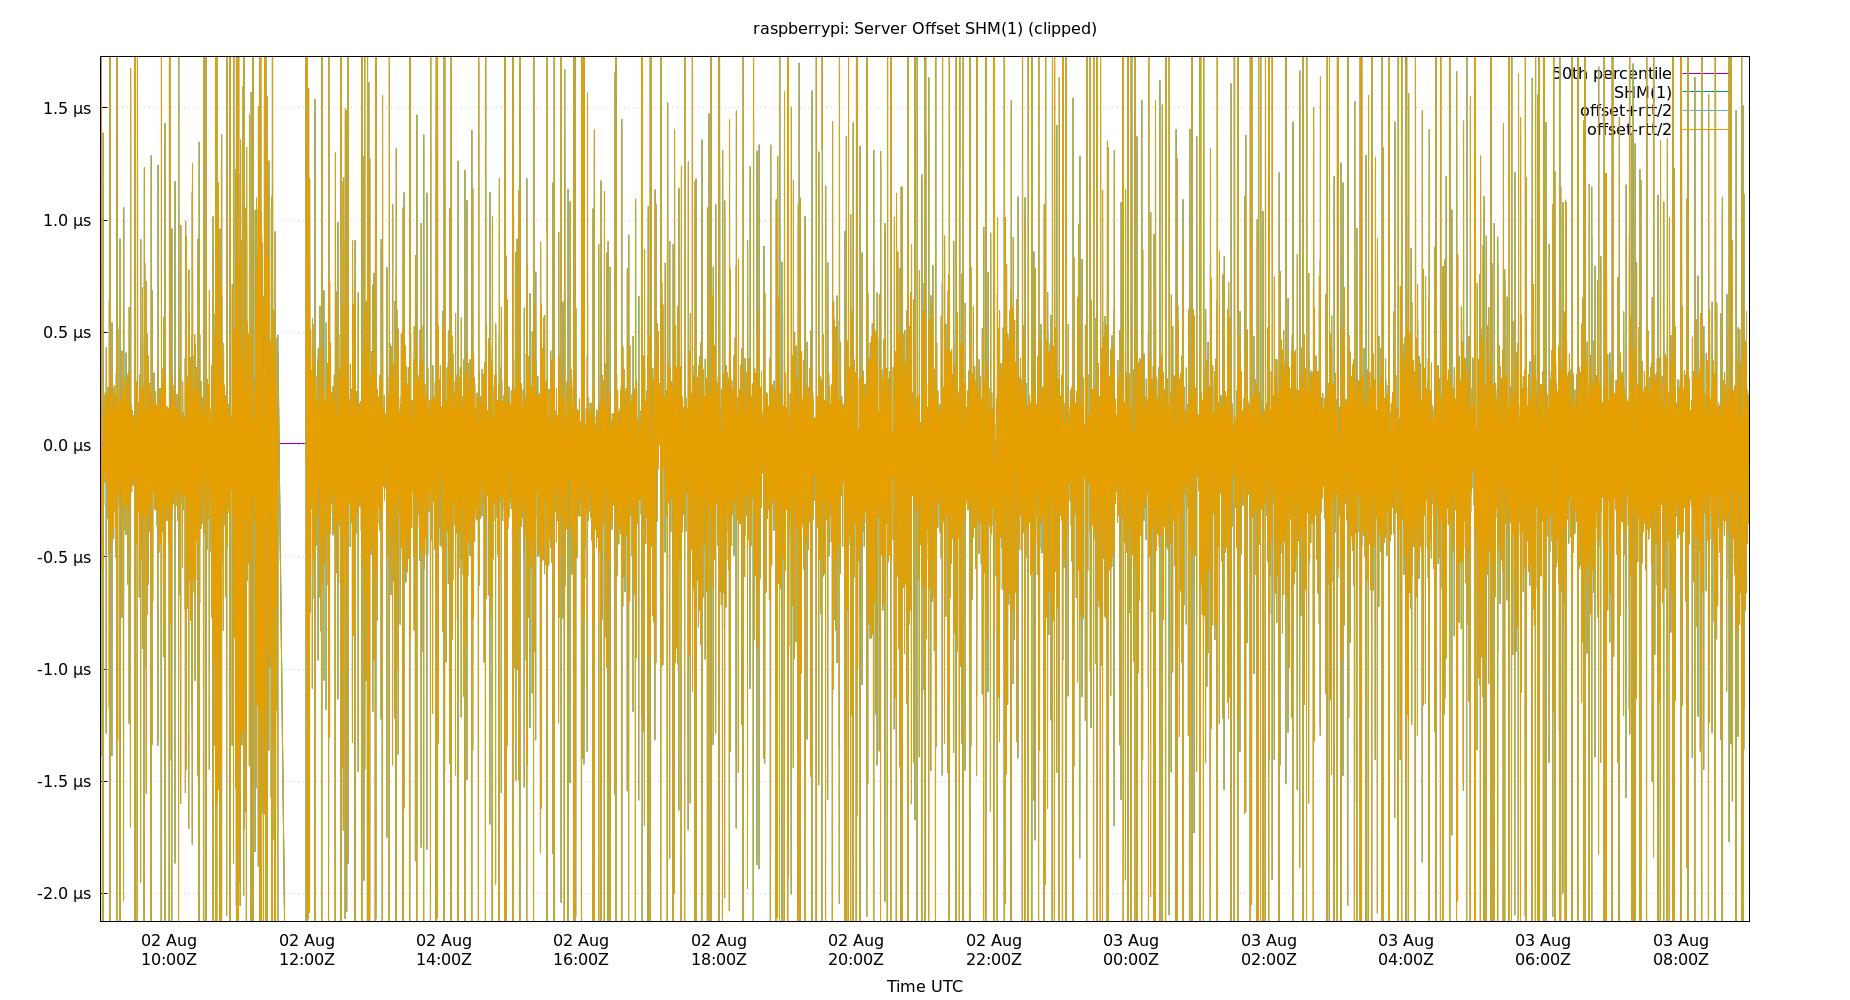 raspberrypi: Server Offset SHM(1) (clipped)
50th percentile
SHM(1)
offset+rtt/2
offset-rtt/2
1.5 μs
1.0 μs
0.5 μs
0.0 μs
-0.5 μs
-1.0 μs
-1.5 μs
-2.0 μs
02 Aug 02 Aug 02 Aug 02 Aug 02 Aug 02 Aug 02 Aug 03 Aug 03 Aug 03 Aug 03 Aug 03 Aug
10:00Z 12:00Z 14:00Z 16:00Z 18:00Z 20:00Z 22:00Z 00:00Z 02:00Z 04:00Z 06:00Z 08:00Z
Time UTC